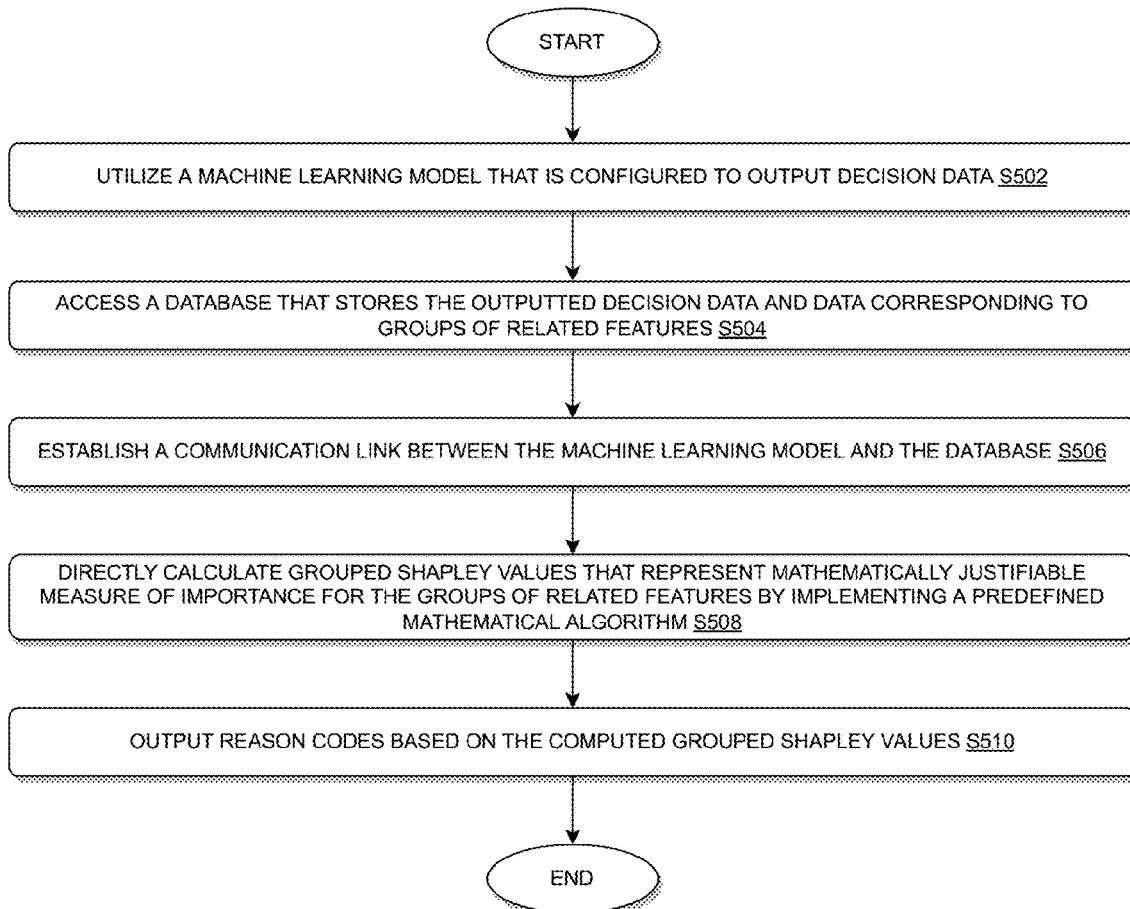 START
UTILIZE A MACHINE LEARNING MODEL THAT IS CONFIGURED TO OUTPUT DECISION DATA S502
ACCESS A DATABASE THAT STORES THE OUTPUTTED DECISION DATA AND DATA CORRESPONDING TO
GROUPS OF RELATED FEATURES S504
ESTABLISH A COMMUNICATION LINK BETWEEN THE MACHINE LEARNING MODEL AND THE DATABASE S506
DIRECTLY CALCULATE GROUPED SHAPLEY VALUES THAT REPRESENT MATHEMATICALLY JUSTIFIABLE
MEASURE OF IMPORTANCE FOR THE GROUPS OF RELATED FEATURES BY IMPLEMENTING A PREDEFINED
MATHEMATICAL ALGORITHM S508
OUTPUT REASON CODES BASED ON THE COMPUTED GROUPED SHAPLEY VALUES S510
END